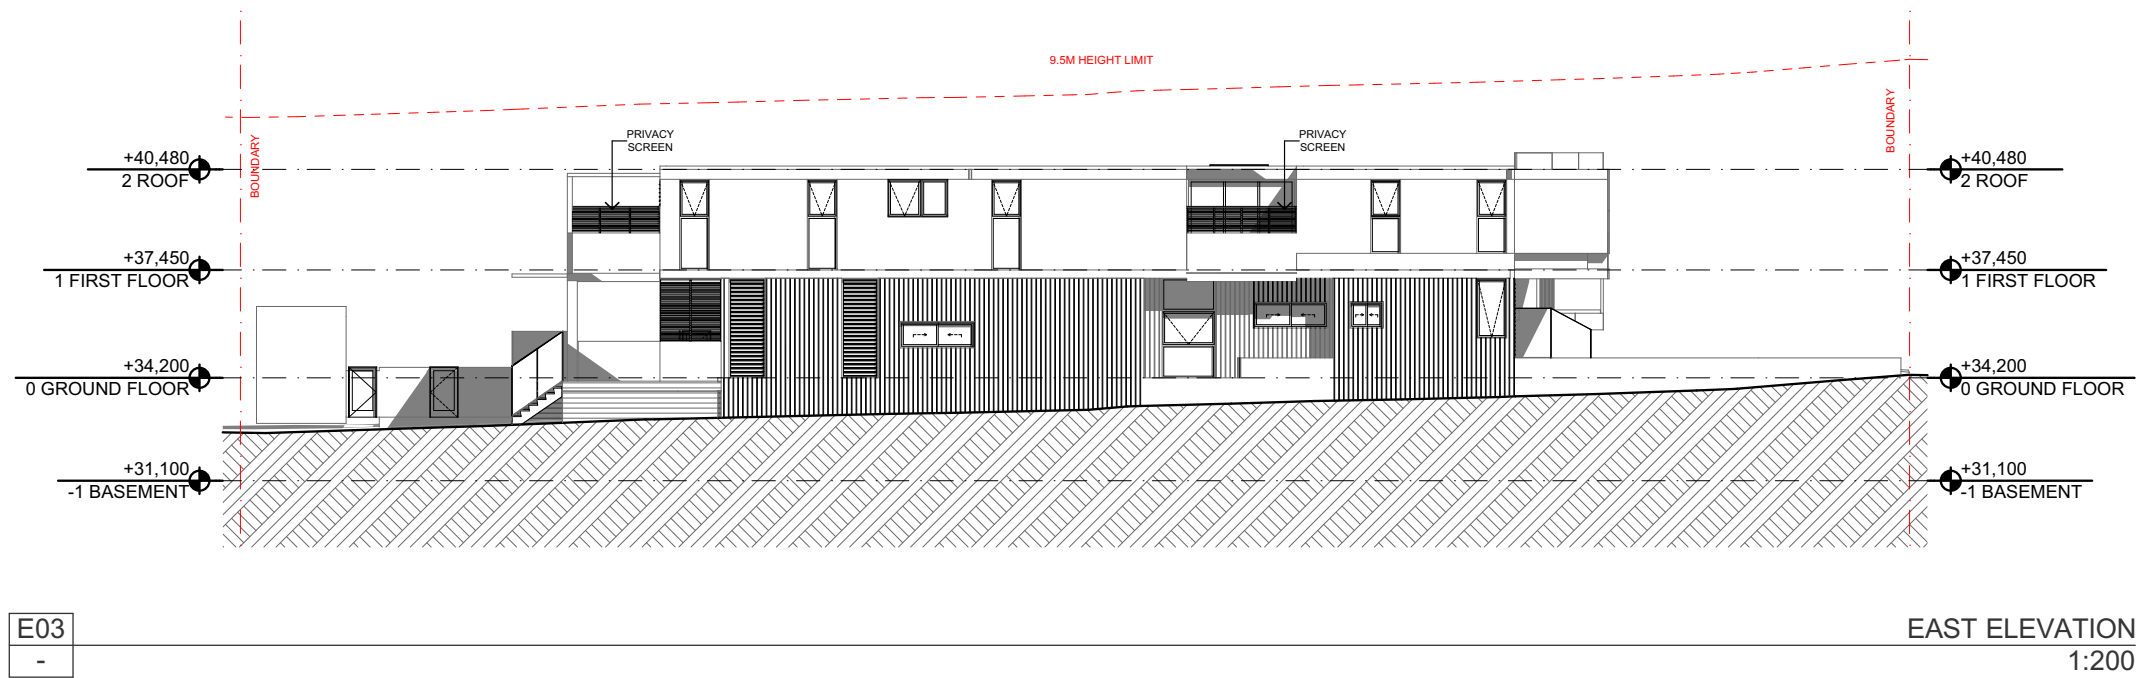 9.5M HEIGHT LIMIT
BOUNDARY
BOUNDARY
PRIVACY
SCREEN
PRIVACY
SCREEN
+40,480
2 ROOF
+40,480
2 ROOF
+37,450
1 FIRST FLOOR
+37,450
1 FIRST FLOOR
+34,200
0 GROUND FLOOR
+34,200
0 GROUND FLOOR
+31,100
-1 BASEMENT
+31,100
-1 BASEMENT
E03
-
EAST ELEVATION
1:200